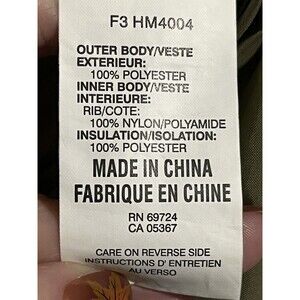 F3 HM4004
OUTER BODY/VESTE
EXTERIEUR:
100% POLYESTER
INNER BODY/VESTE
INTERIEURE:
RIB/COTE:
100% NYLON/POLYAMIDE
INSULATION/ISOLATION:
100% POLYESTER
MADE IN CHINA
FABRIQUE EN CHINE
RN 69724
CA 05367
CARE ON REVERSE SIDE
INSTRUCTIONS D' ENTRETIEN
AU VERSO